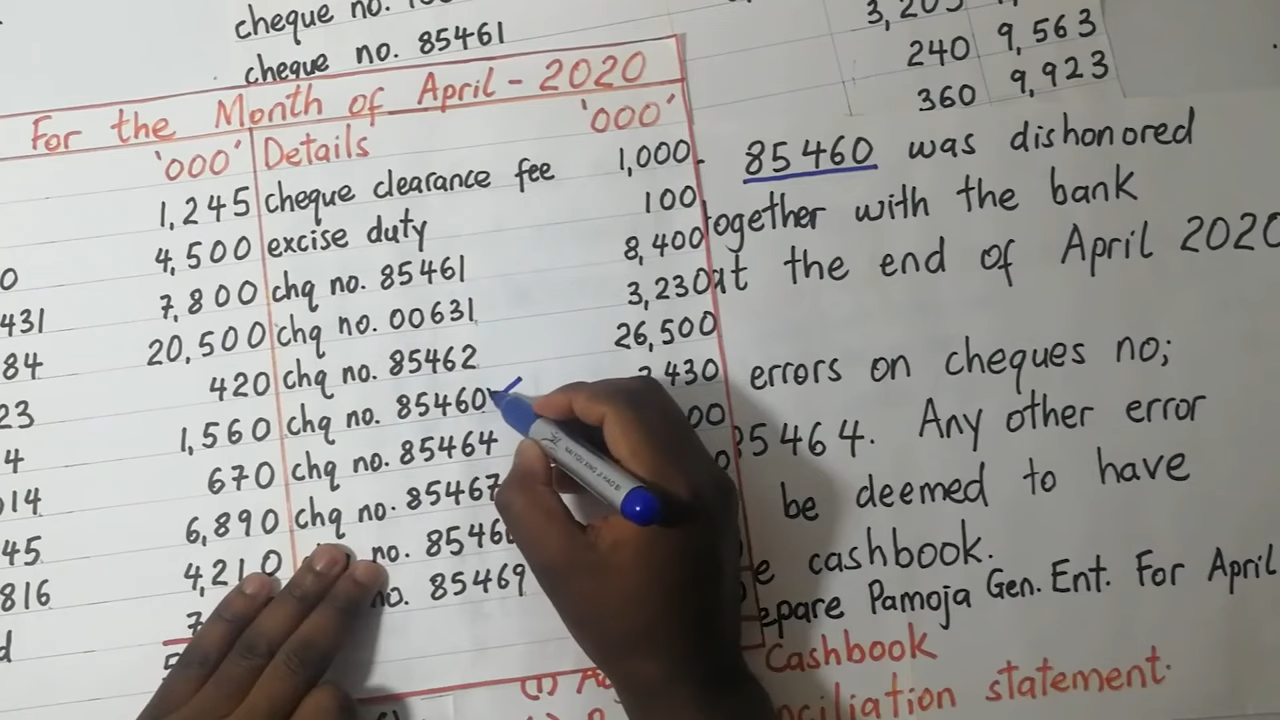 cheque no.
cheque no. 85461
240 9,563
360 9,923
For the Month of April - 2020
'000' Details '000'
1,245 cheque clearance fee 1,000
4,500 excise duty 100
7,800 chq no. 85461 8,400
20,500 chq no. 00631 3,230
420 chq no. 85462 26,500
1,560 chq no. 85460 430
670 chq no. 85464 00
6,890 chq no. 85467
4,210 no. 8546
no. 85469
0
431
84
23
4
14
45
816
d
85460 was dishonored
together with the bank
at the end of April 2020
errors on cheques no;
85464. Any other error
be deemed to have
cashbook.
Pamoja Gen. Ent. For April
Cashbook
statement.